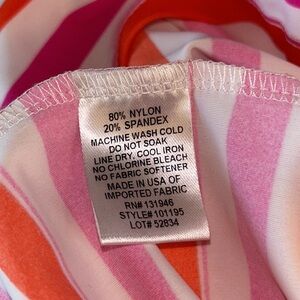 80% NYLON
20% SPANDEX
MACHINE WASH COLD
DO NOT SOAK
LINE DRY, COOL IRON
NO CHLORINE BLEACH
NO FABRIC SOFTENER
MADE IN USA OF
IMPORTED FABRIC
RN# 131946
STYLE# 101195
LOT# 52834